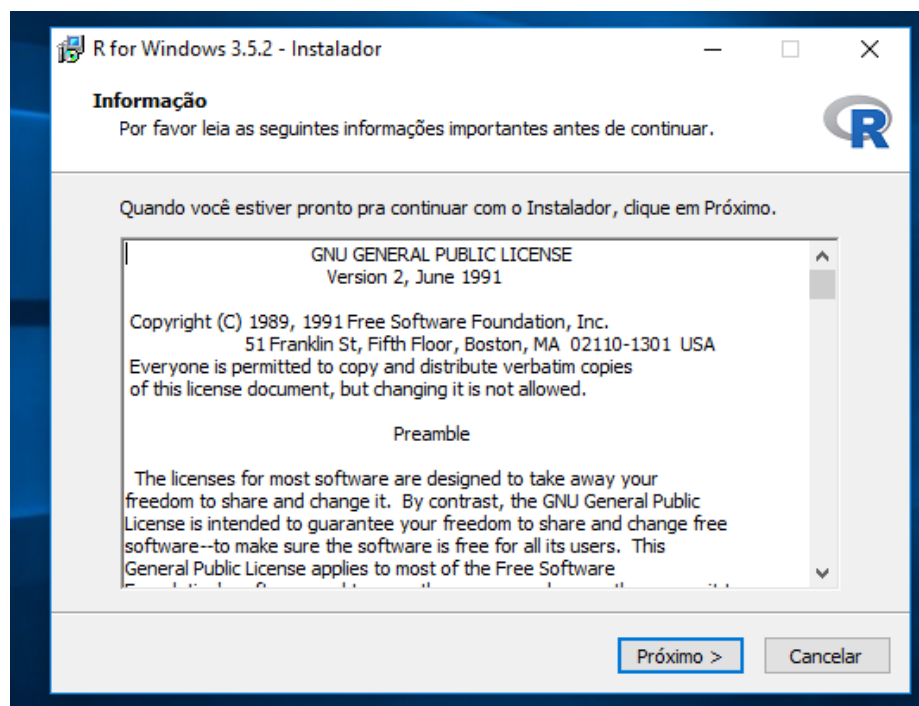 R for Windows 3.5.2 - Instalador
Informação
Por favor leia as seguintes informações importantes antes de continuar.
R
Quando você estiver pronto pra continuar com o Instalador, clique em Próximo.
GNU GENERAL PUBLIC LICENSE
Version 2, June 1991
Copyright (C) 1989, 1991 Free Software Foundation, Inc.
51 Franklin St, Fifth Floor, Boston, MA 02110-1301 USA
Everyone is permitted to copy and distribute verbatim copies
of this license document, but changing it is not allowed.
Preamble
The licenses for most software are designed to take away your
freedom to share and change it. By contrast, the GNU General Public
License is intended to guarantee your freedom to share and change free
software--to make sure the software is free for all its users. This
General Public License applies to most of the Free Software
Próximo >
Cancelar